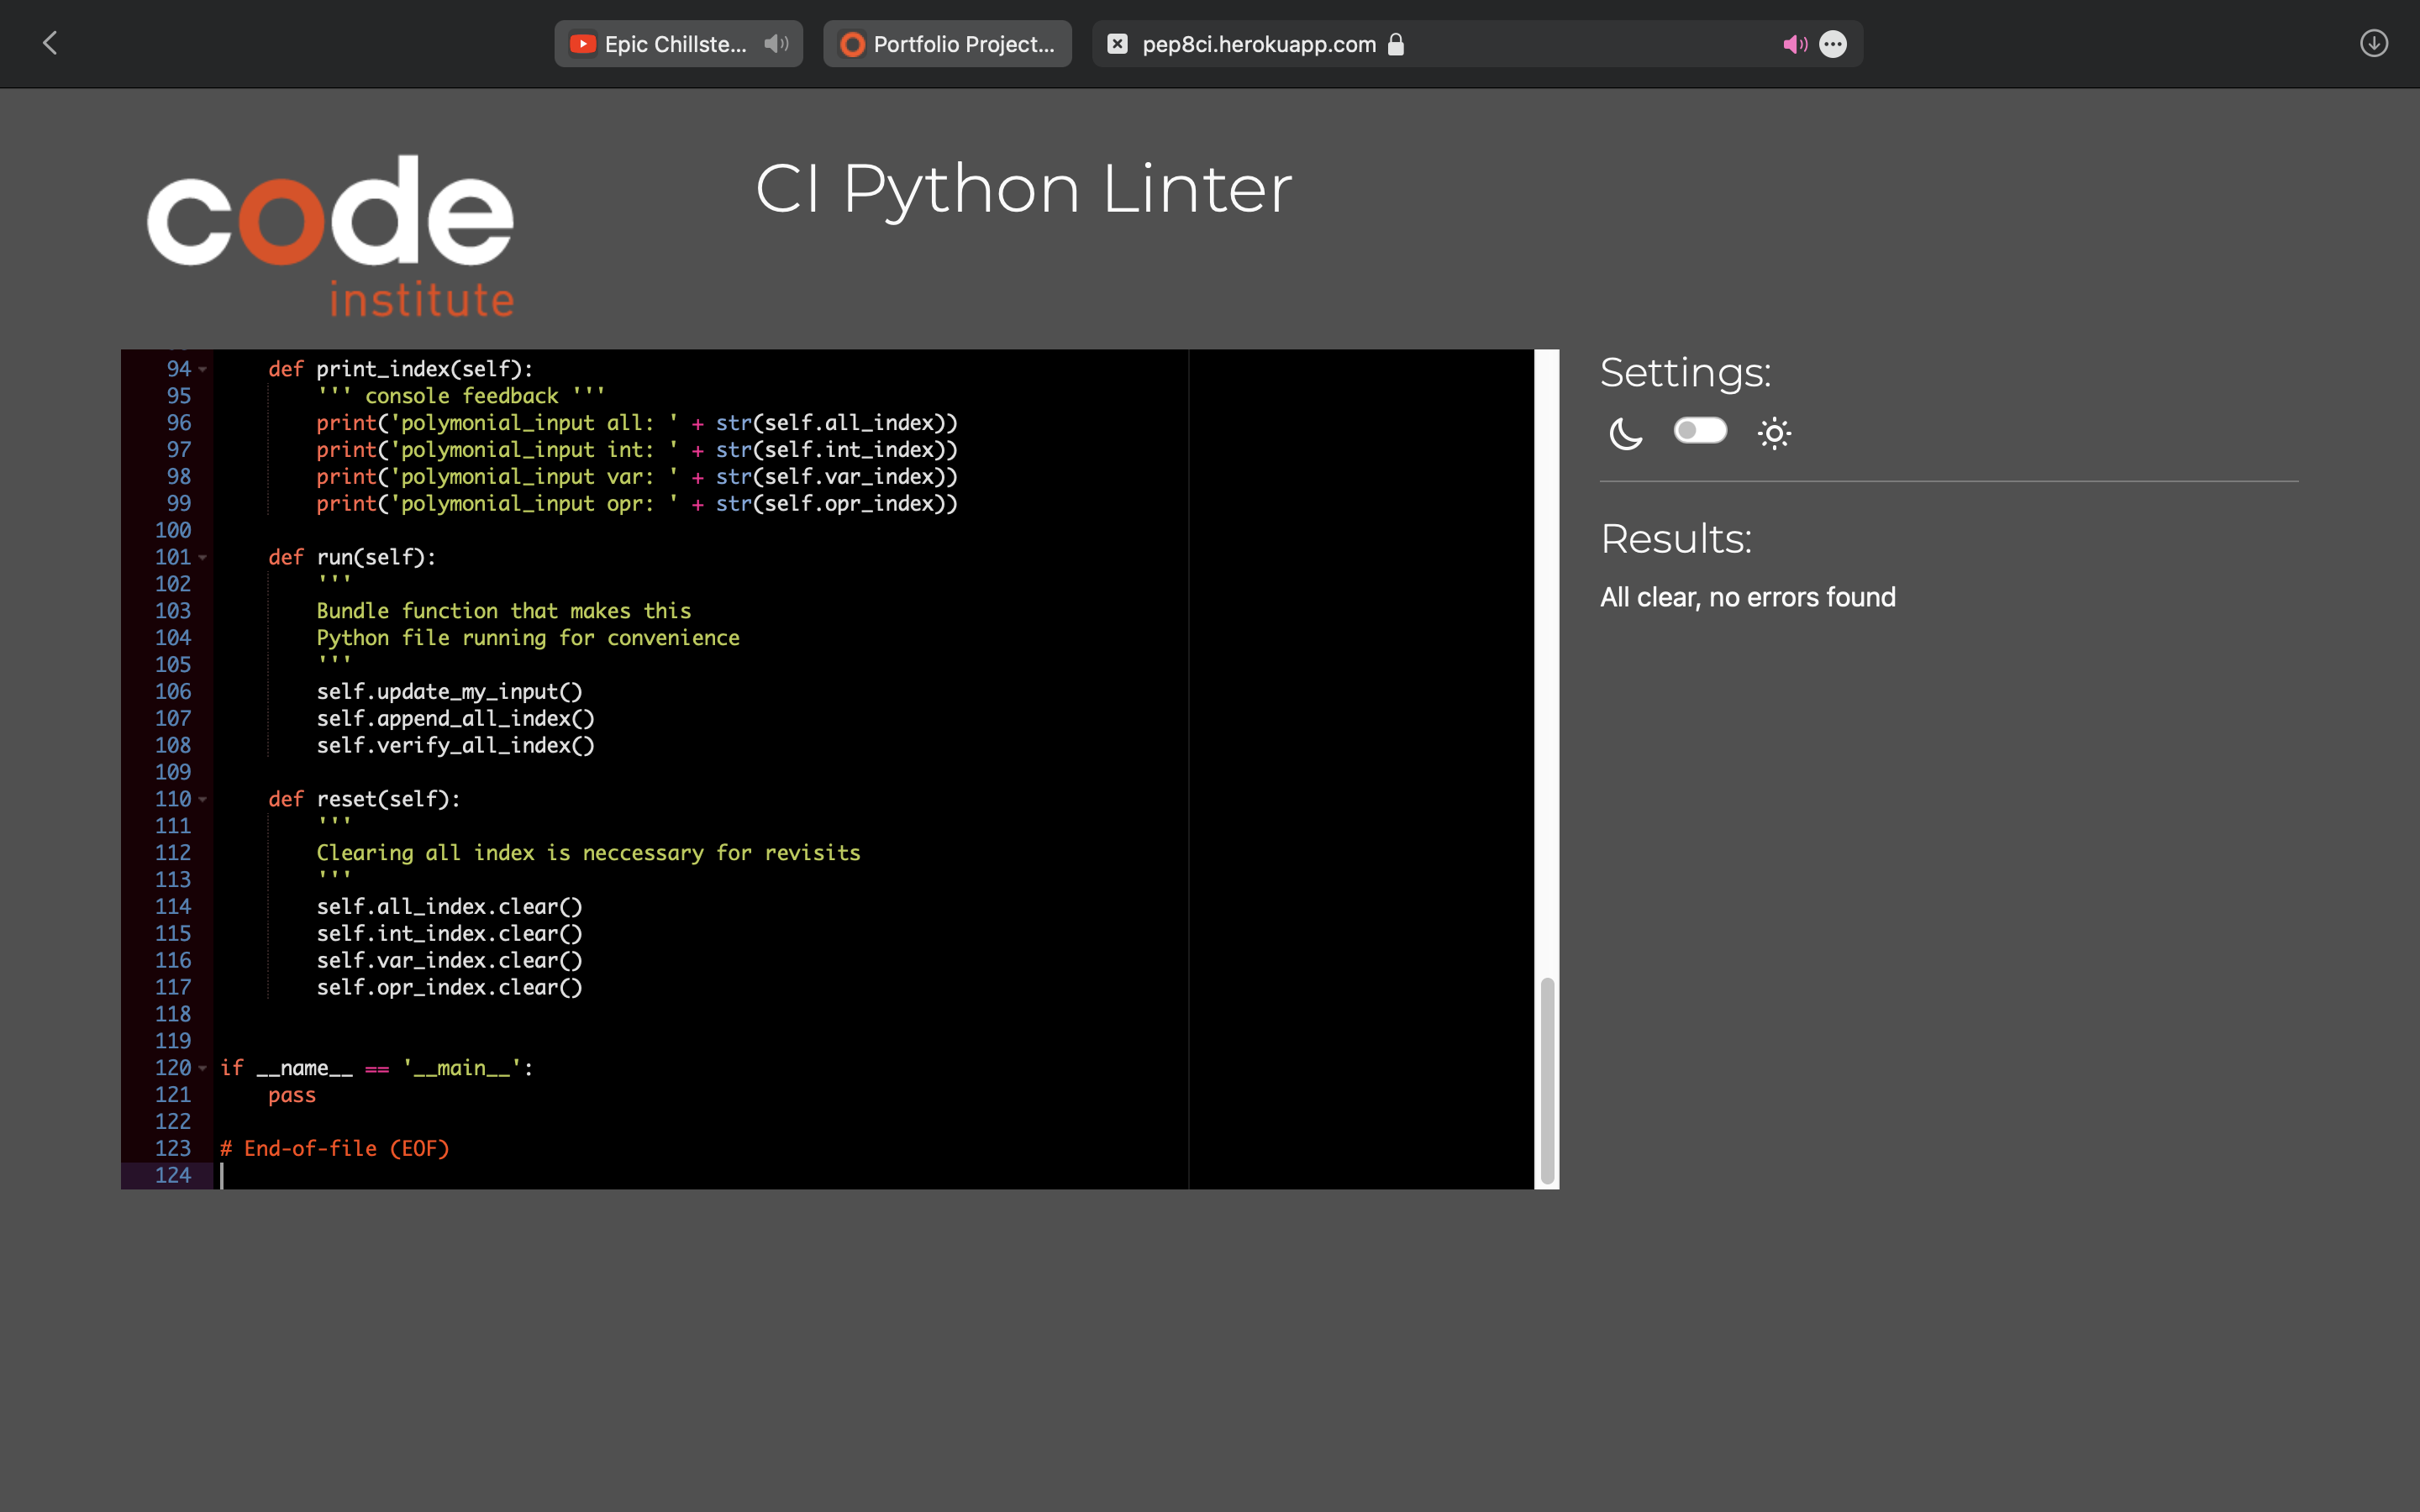 Epic Chillste...
Portfolio Project...
pep8ci.herokuapp.com
code
institute
CI Python Linter
94 def print_index(self):
95 ''' console feedback '''
96 print('polymonial_input all: ' + str(self.all_index))
97 print('polymonial_input int: ' + str(self.int_index))
98 print('polymonial_input var: ' + str(self.var_index))
99 print('polymonial_input opr: ' + str(self.opr_index))
100
101 def run(self):
102 '''
103 Bundle function that makes this
104 Python file running for convenience
105 '''
106 self.update_my_input()
107 self.append_all_index()
108 self.verify_all_index()
109
110 def reset(self):
111 '''
112 Clearing all index is neccessary for revisits
113 '''
114 self.all_index.clear()
115 self.int_index.clear()
116 self.var_index.clear()
117 self.opr_index.clear()
118
119
120 if __name__ == '__main__':
121 pass
122
123 # End-of-file (EOF)
124
Settings:
Results:
All clear, no errors found